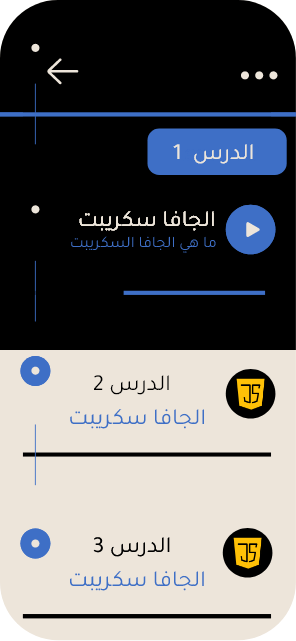 الدرس 1
الجافا سكريبت
ما هي الجافا السكريبت
الدرس 2
الجافا سكريبت
JS
الدرس 3
الجافا سكريبت
JS